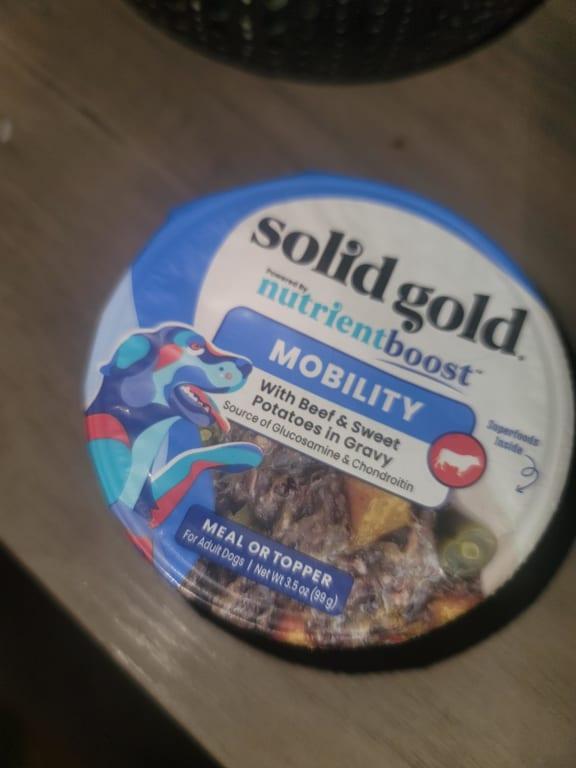 solid gold
Powered By
nutrientboost™
MOBILITY
With Beef & Sweet
Potatoes in Gravy
Source of Glucosamine & Chondroitin
Superfoods
Inside
MEAL OR TOPPER
For Adult Dogs | Net Wt 3.5 oz (99 g)